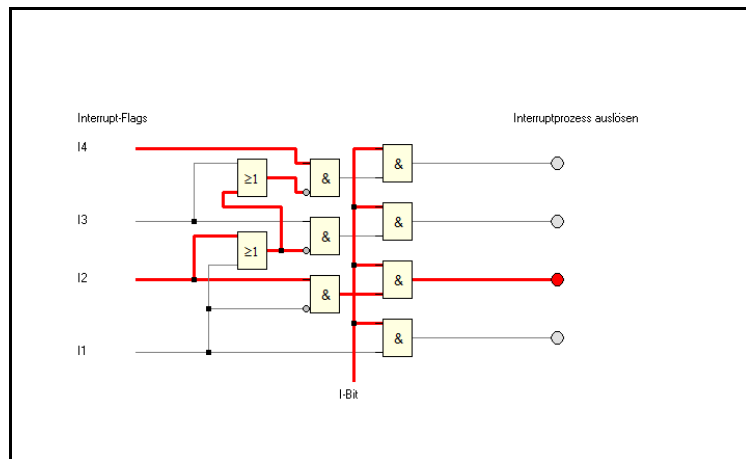 Interrupt-Flags Interruptprozess auslösen
I4
&
&
≥1
I3
&
&
≥1
I2
&
&
I1
&
I-Bit